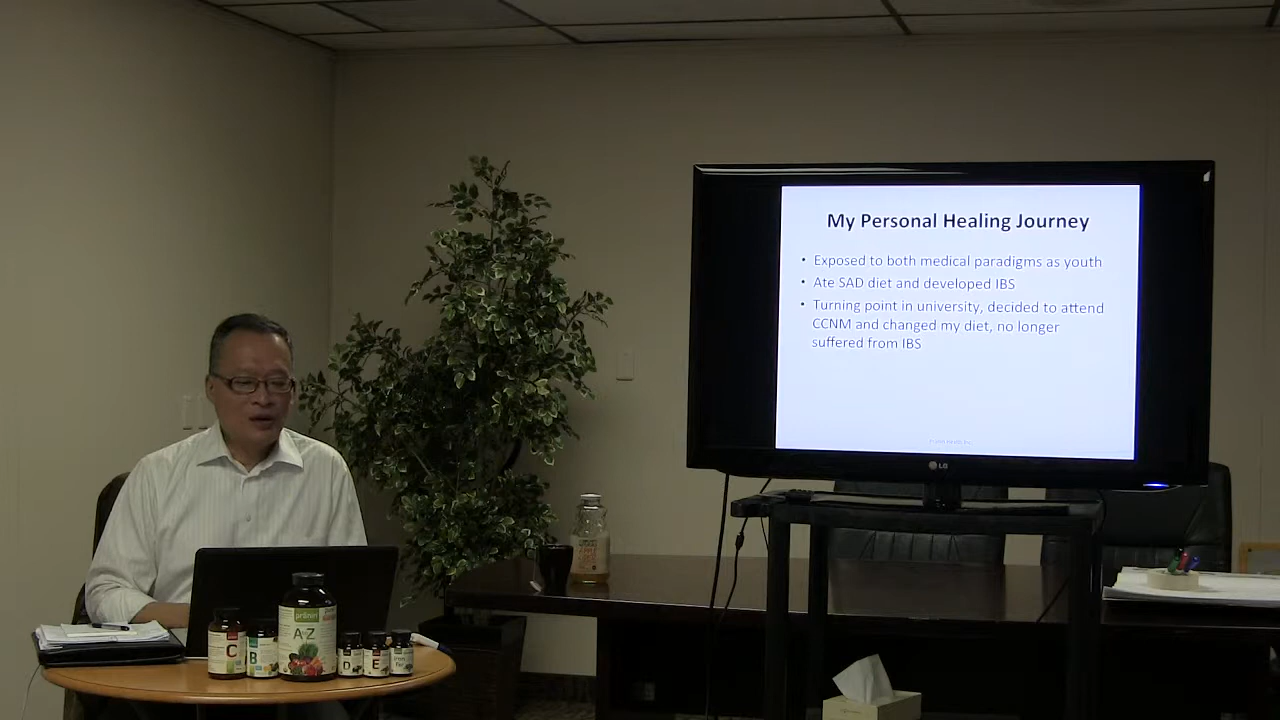 My Personal Healing Journey
• Exposed to both medical paradigms as youth
• Ate SAD diet and developed IBS
• Turning point in university, decided to attend
CCNM and changed my diet, no longer
suffered from IBS
LG
APPLE
A-Z
C
B
D
E